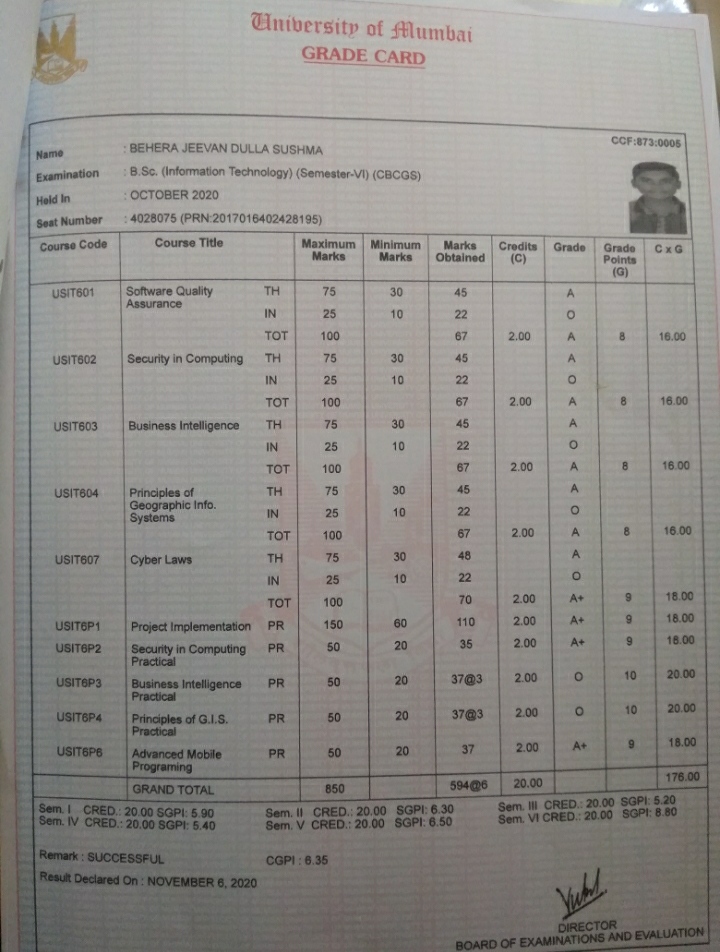 University of Mumbai
GRADE CARD
CCF:873:0005
Name : BEHERA JEEVAN DULLA SUSHMA
Examination : B.Sc. (Information Technology) (Semester-VI) (CBCGS)
Held In : OCTOBER 2020
Seat Number : 4028075 (PRN:2017016402428195)
Course Code Course Title Maximum Marks Minimum Marks Marks Obtained Credits (C) Grade Grade Points (G) C x G
USIT601 Software Quality Assurance TH 75 30 45 A
IN 25 10 22 O
TOT 100 67 2.00 A 8 16.00
USIT602 Security in Computing TH 75 30 45 A
IN 25 10 22 O
TOT 100 67 2.00 A 8 16.00
USIT603 Business Intelligence TH 75 30 45 A
IN 25 10 22 O
TOT 100 67 2.00 A 8 16.00
USIT604 Principles of Geographic Info. Systems TH 75 30 45 A
IN 25 10 22 O
TOT 100 67 2.00 A 8 16.00
USIT607 Cyber Laws TH 75 30 48 A
IN 25 10 22 O
TOT 100 70 2.00 A+ 9 18.00
USIT6P1 Project Implementation PR 150 60 110 2.00 A+ 9 18.00
USIT6P2 Security in Computing Practical PR 50 20 35 2.00 A+ 9 18.00
USIT6P3 Business Intelligence Practical PR 50 20 37@3 2.00 O 10 20.00
USIT6P4 Principles of G.I.S. Practical PR 50 20 37@3 2.00 O 10 20.00
USIT6P6 Advanced Mobile Programing PR 50 20 37 2.00 A+ 9 18.00
GRAND TOTAL 850 594@6 20.00 176.00
Sem. I CRED.: 20.00 SGPI: 5.90 Sem. II CRED.: 20.00 SGPI: 6.30 Sem. III CRED.: 20.00 SGPI: 5.20
Sem. IV CRED.: 20.00 SGPI: 5.40 Sem. V CRED.: 20.00 SGPI: 6.50 Sem. VI CRED.: 20.00 SGPI: 8.80
Remark : SUCCESSFUL CGPI : 6.35
Result Declared On : NOVEMBER 6, 2020
DIRECTOR
BOARD OF EXAMINATIONS AND EVALUATION